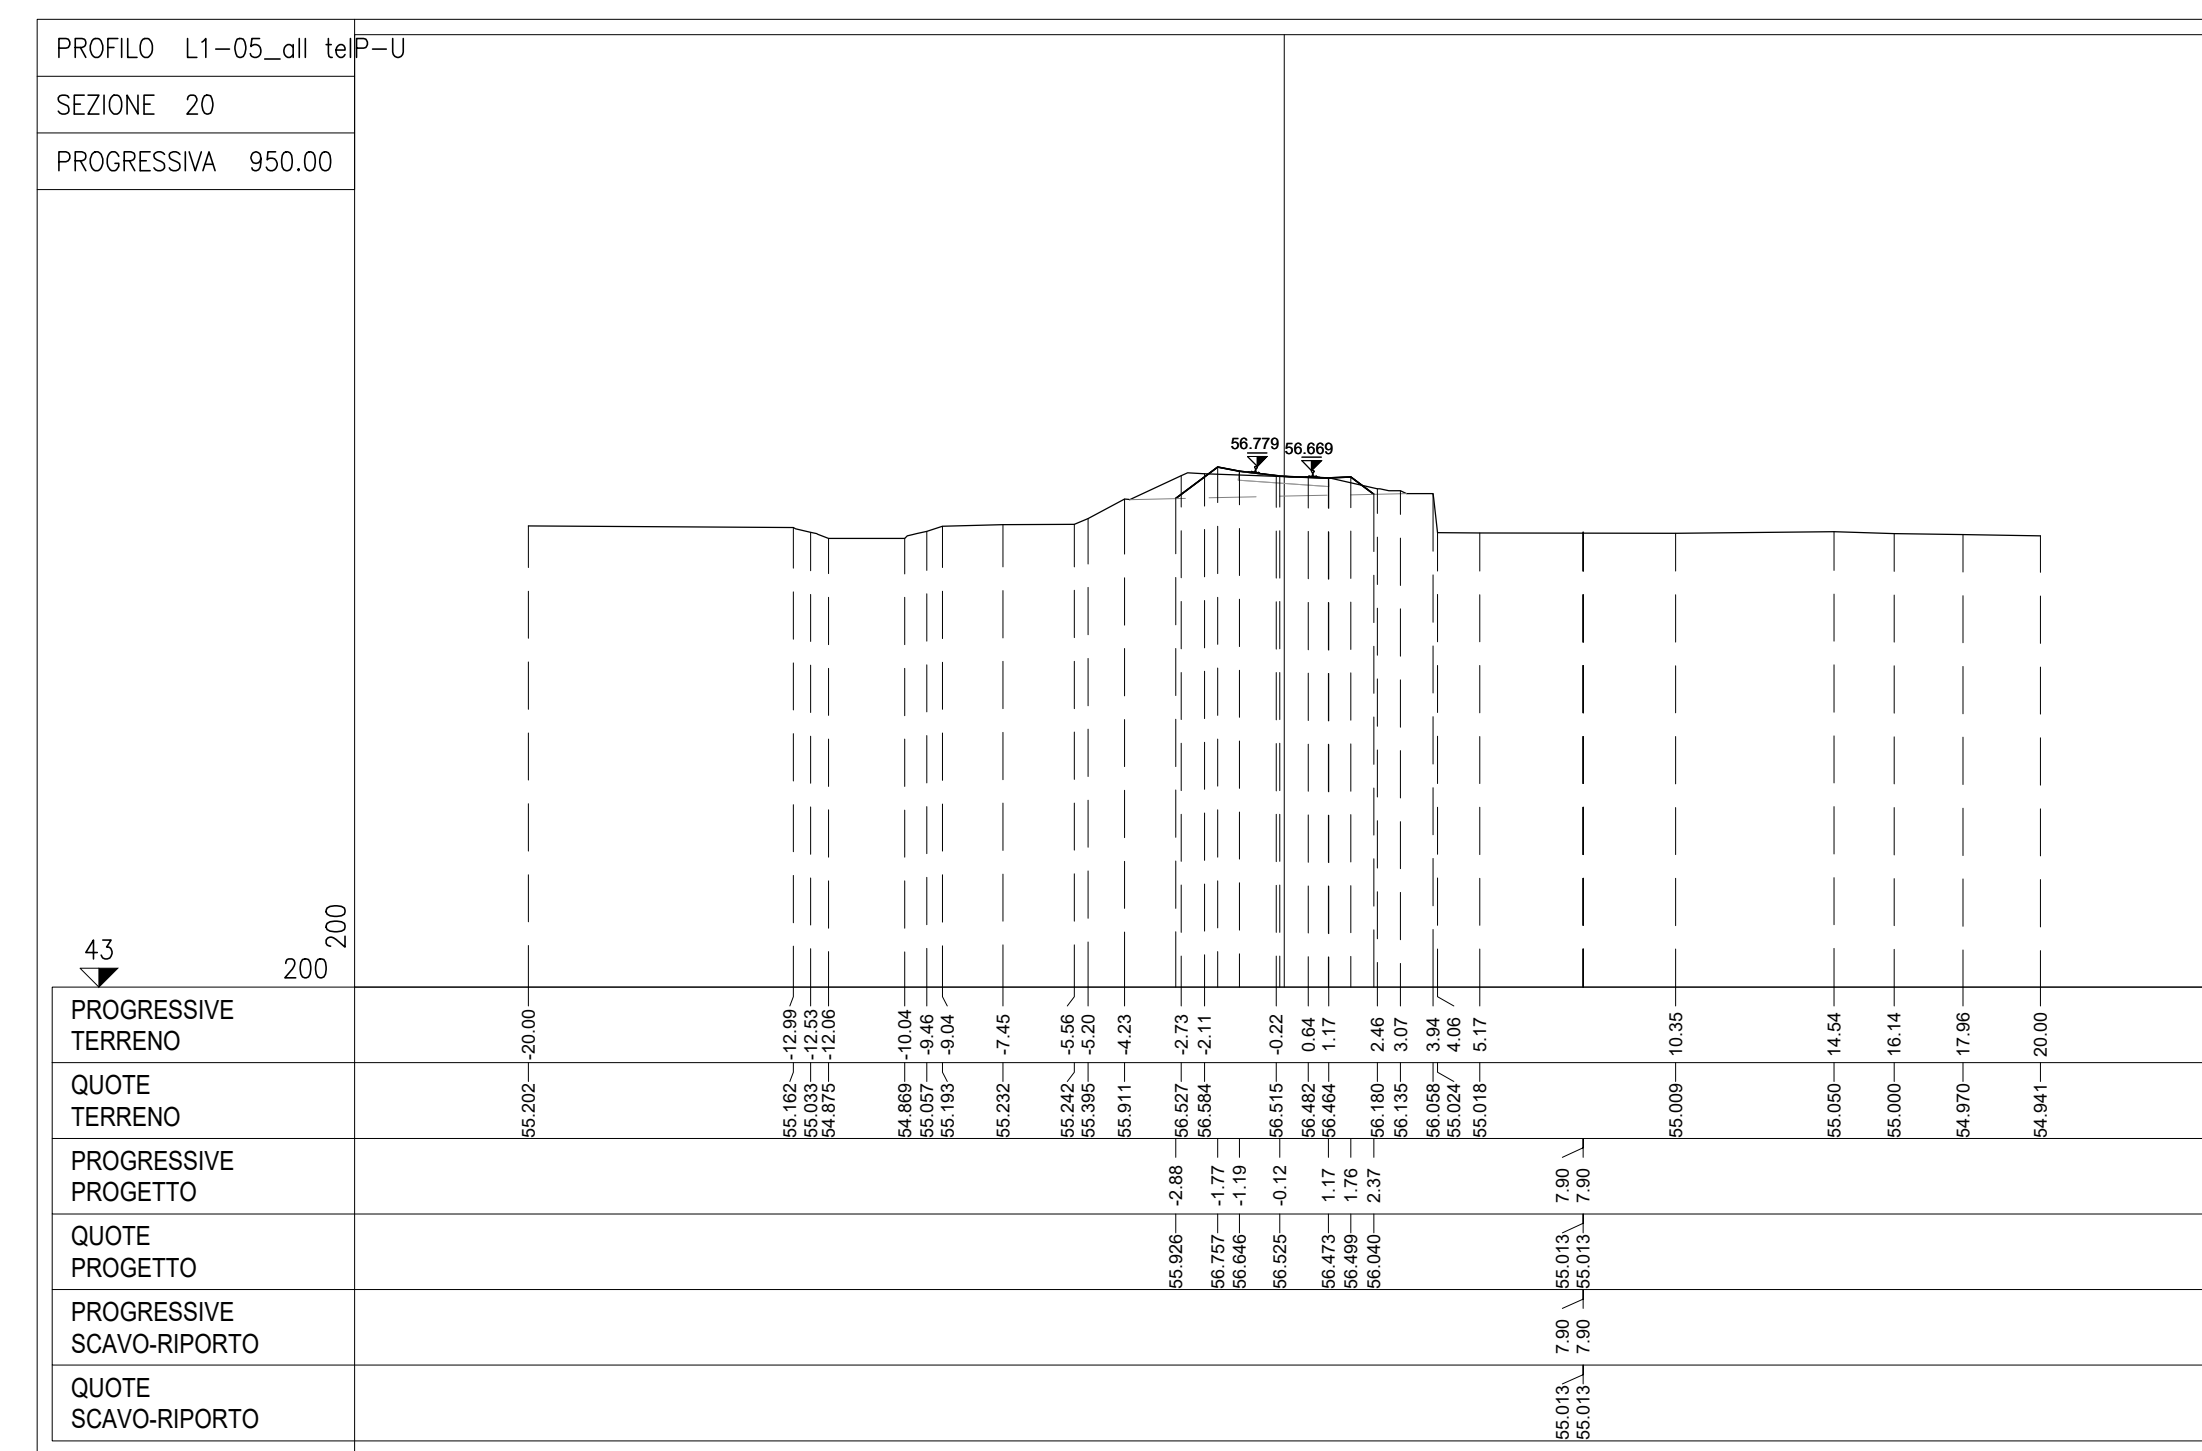 PROFILO L1-05_all telP-U
SEZIONE 20
PROGRESSIVA 950.00
56.779 56.669
200
43
200
PROGRESSIVE
TERRENO
-20.00 -12.99 -12.53 -12.06 -10.04 -9.46 -9.04 -7.45 -5.56 -5.20 -4.23 -2.73 -2.11 -0.22 0.64 1.17 2.46 3.07 3.94 4.06 5.17 10.35 14.54 16.14 17.96 20.00
QUOTE
TERRENO
55.202 55.162 55.033 54.875 54.869 55.057 55.193 55.232 55.242 55.395 55.911 56.527 56.584 56.515 56.482 56.464 56.180 56.135 56.058 55.024 55.018 55.009 55.050 55.000 54.970 54.941
PROGRESSIVE
PROGETTO
-2.88 -1.77 -1.19 -0.12 1.17 1.76 2.37 7.90 7.90
QUOTE
PROGETTO
55.926 56.757 56.646 56.525 56.473 56.499 56.040 55.013 55.013
PROGRESSIVE
SCAVO-RIPORTO
7.90 7.90
QUOTE
SCAVO-RIPORTO
55.013 55.013